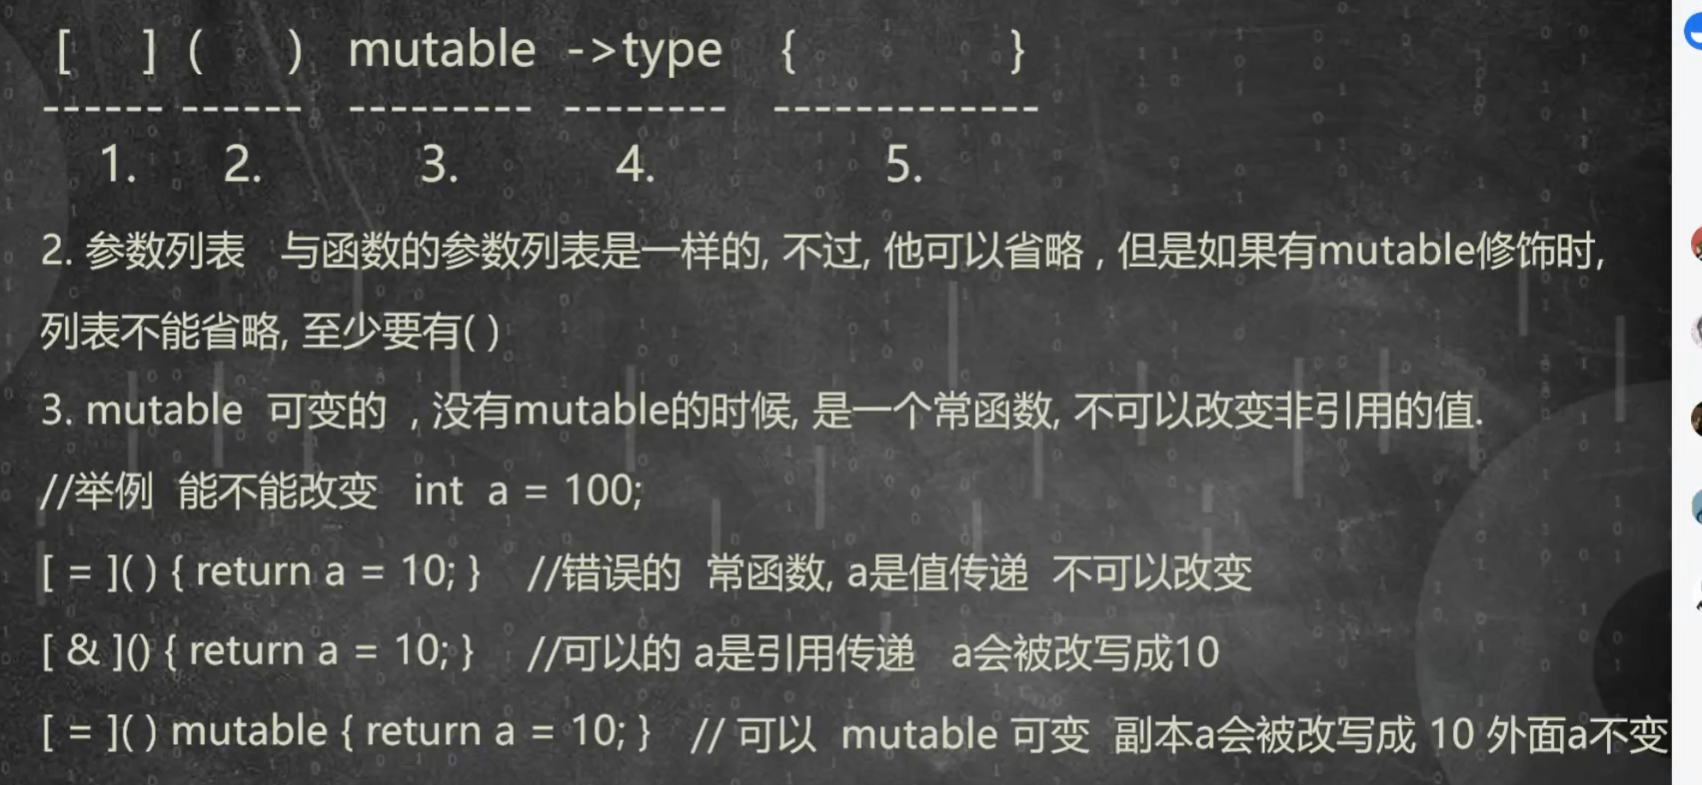 [ ] ( ) mutable ->type { }
------ ------ --------- -------- -------------
1. 2. 3. 4. 5.
2. 参数列表 与函数的参数列表是一样的, 不过, 他可以省略 , 但是如果有mutable修饰时,
列表不能省略, 至少要有( )
3. mutable 可变的 , 没有mutable的时候, 是一个常函数, 不可以改变非引用的值.
//举例 能不能改变 int a = 100;
[ = ]( ) { return a = 10; } //错误的 常函数, a是值传递 不可以改变
[ & ]() { return a = 10; } //可以的 a是引用传递 a会被改写成10
[ = ]( ) mutable { return a = 10; } // 可以 mutable 可变 副本a会被改写成 10 外面a不变